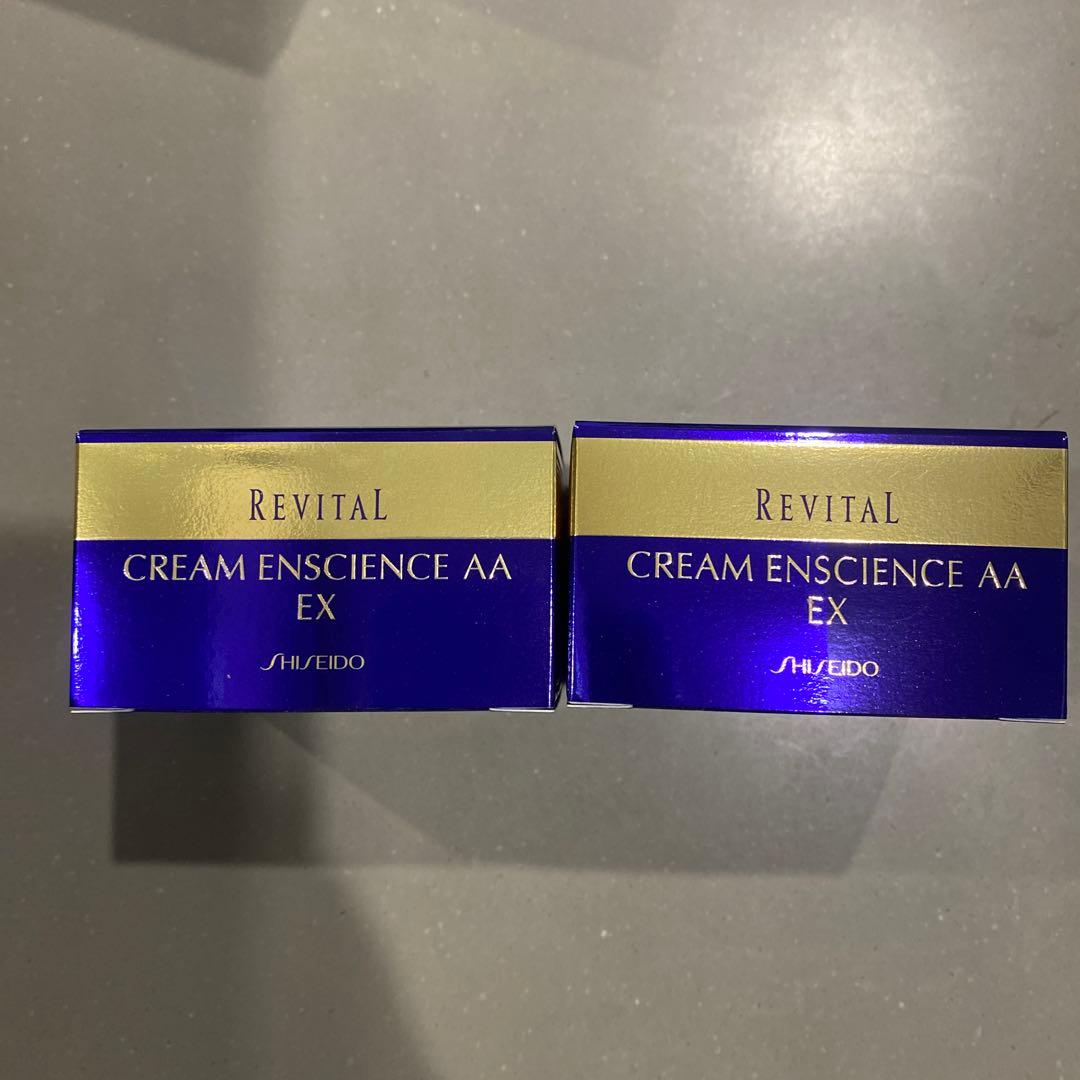 REVITAL
CREAM ENSCIENCE AA
EX
SHISEIDO
REVITAL
CREAM ENSCIENCE AA
EX
SHISEIDO